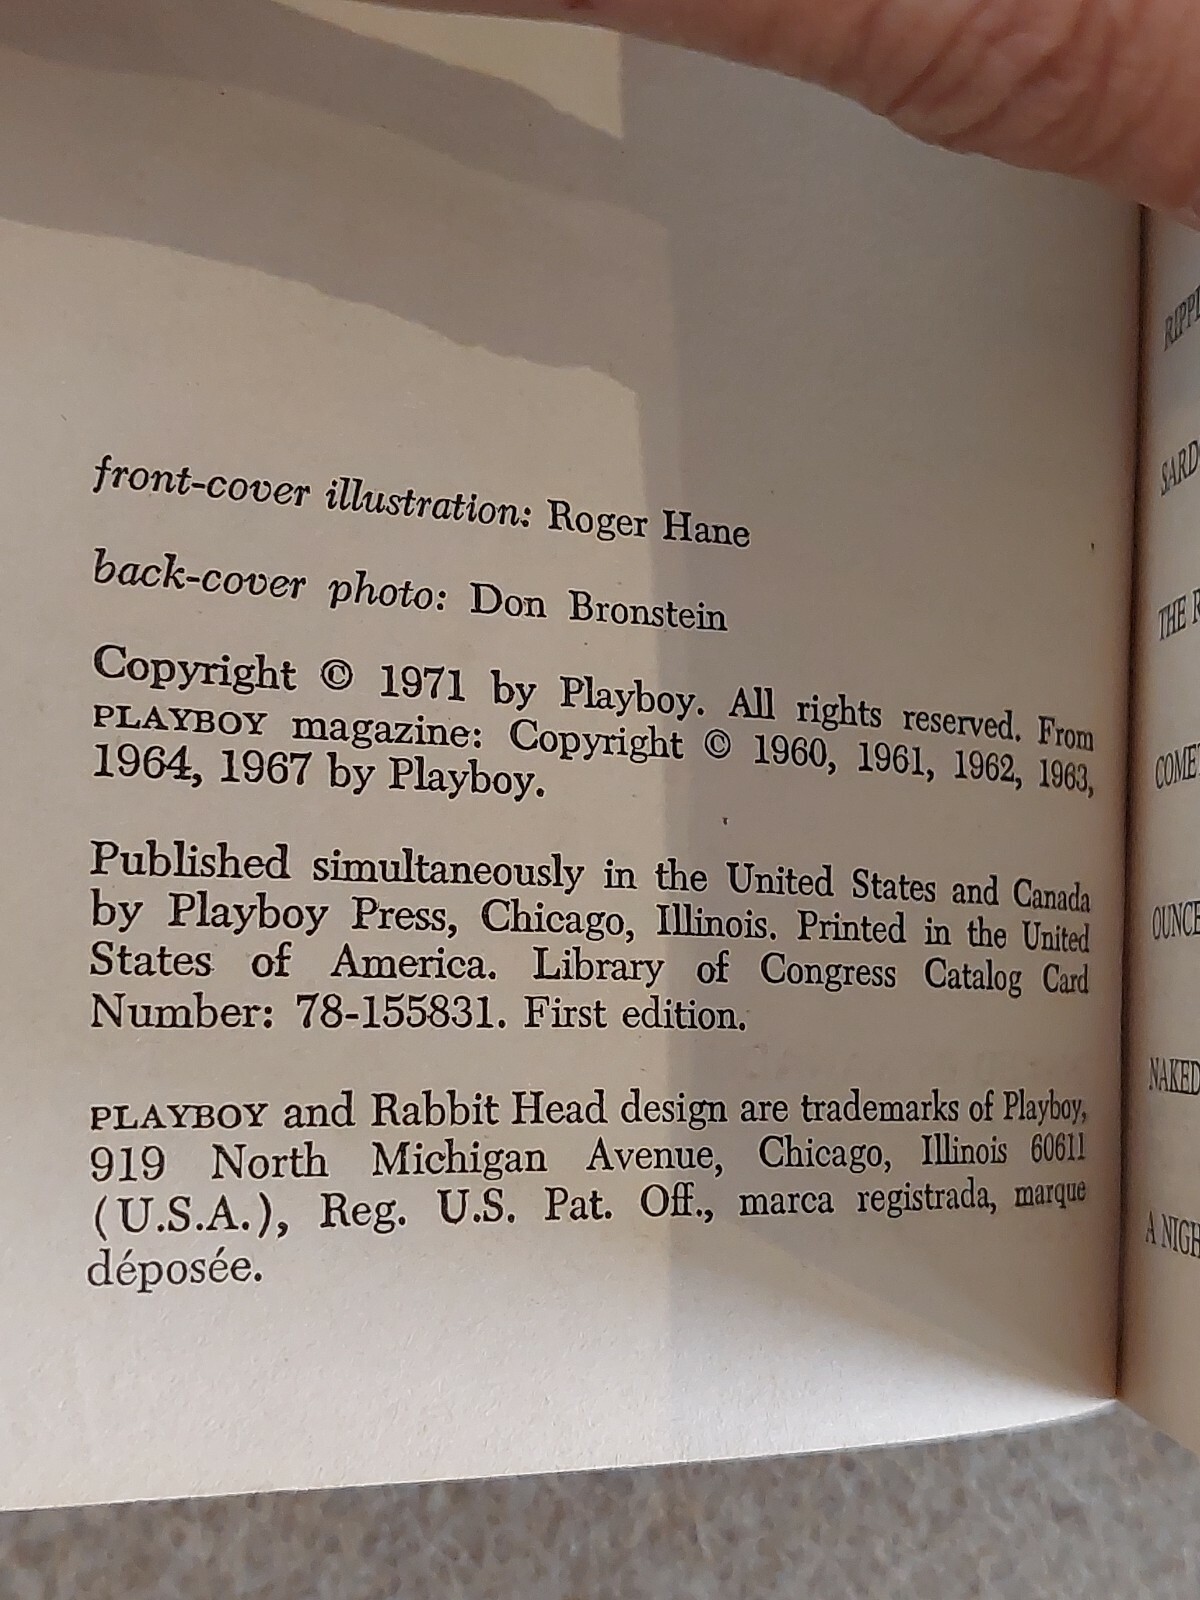 front-cover illustration: Roger Hane
back-cover photo: Don Bronstein
Copyright © 1971 by Playboy. All rights reserved. From
PLAYBOY magazine: Copyright © 1960, 1961, 1962, 1963,
1964, 1967 by Playboy.
Published simultaneously in the United States and Canada
by Playboy Press, Chicago, Illinois. Printed in the United
States of America. Library of Congress Catalog Card
Number: 78-155831. First edition.
PLAYBOY and Rabbit Head design are trademarks of Playboy,
919 North Michigan Avenue, Chicago, Illinois 60611
(U.S.A.), Reg. U.S. Pat. Off., marca registrada, marque
déposée.
THE
NAKED
A